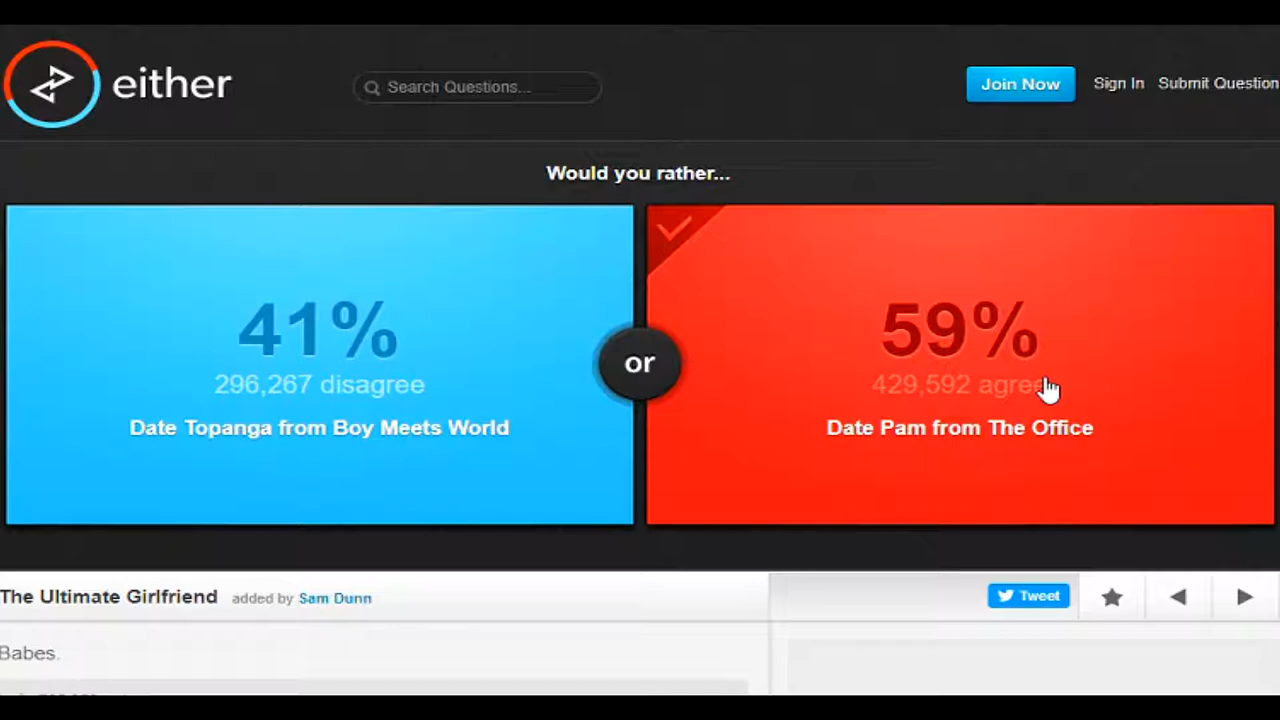 either
Search Questions...
Join Now
Sign In
Submit Question
Would you rather...
41%
296,267 disagree
Date Topanga from Boy Meets World
or
59%
429,592 agree
Date Pam from The Office
The Ultimate Girlfriend added by Sam Dunn
Tweet
Babes.